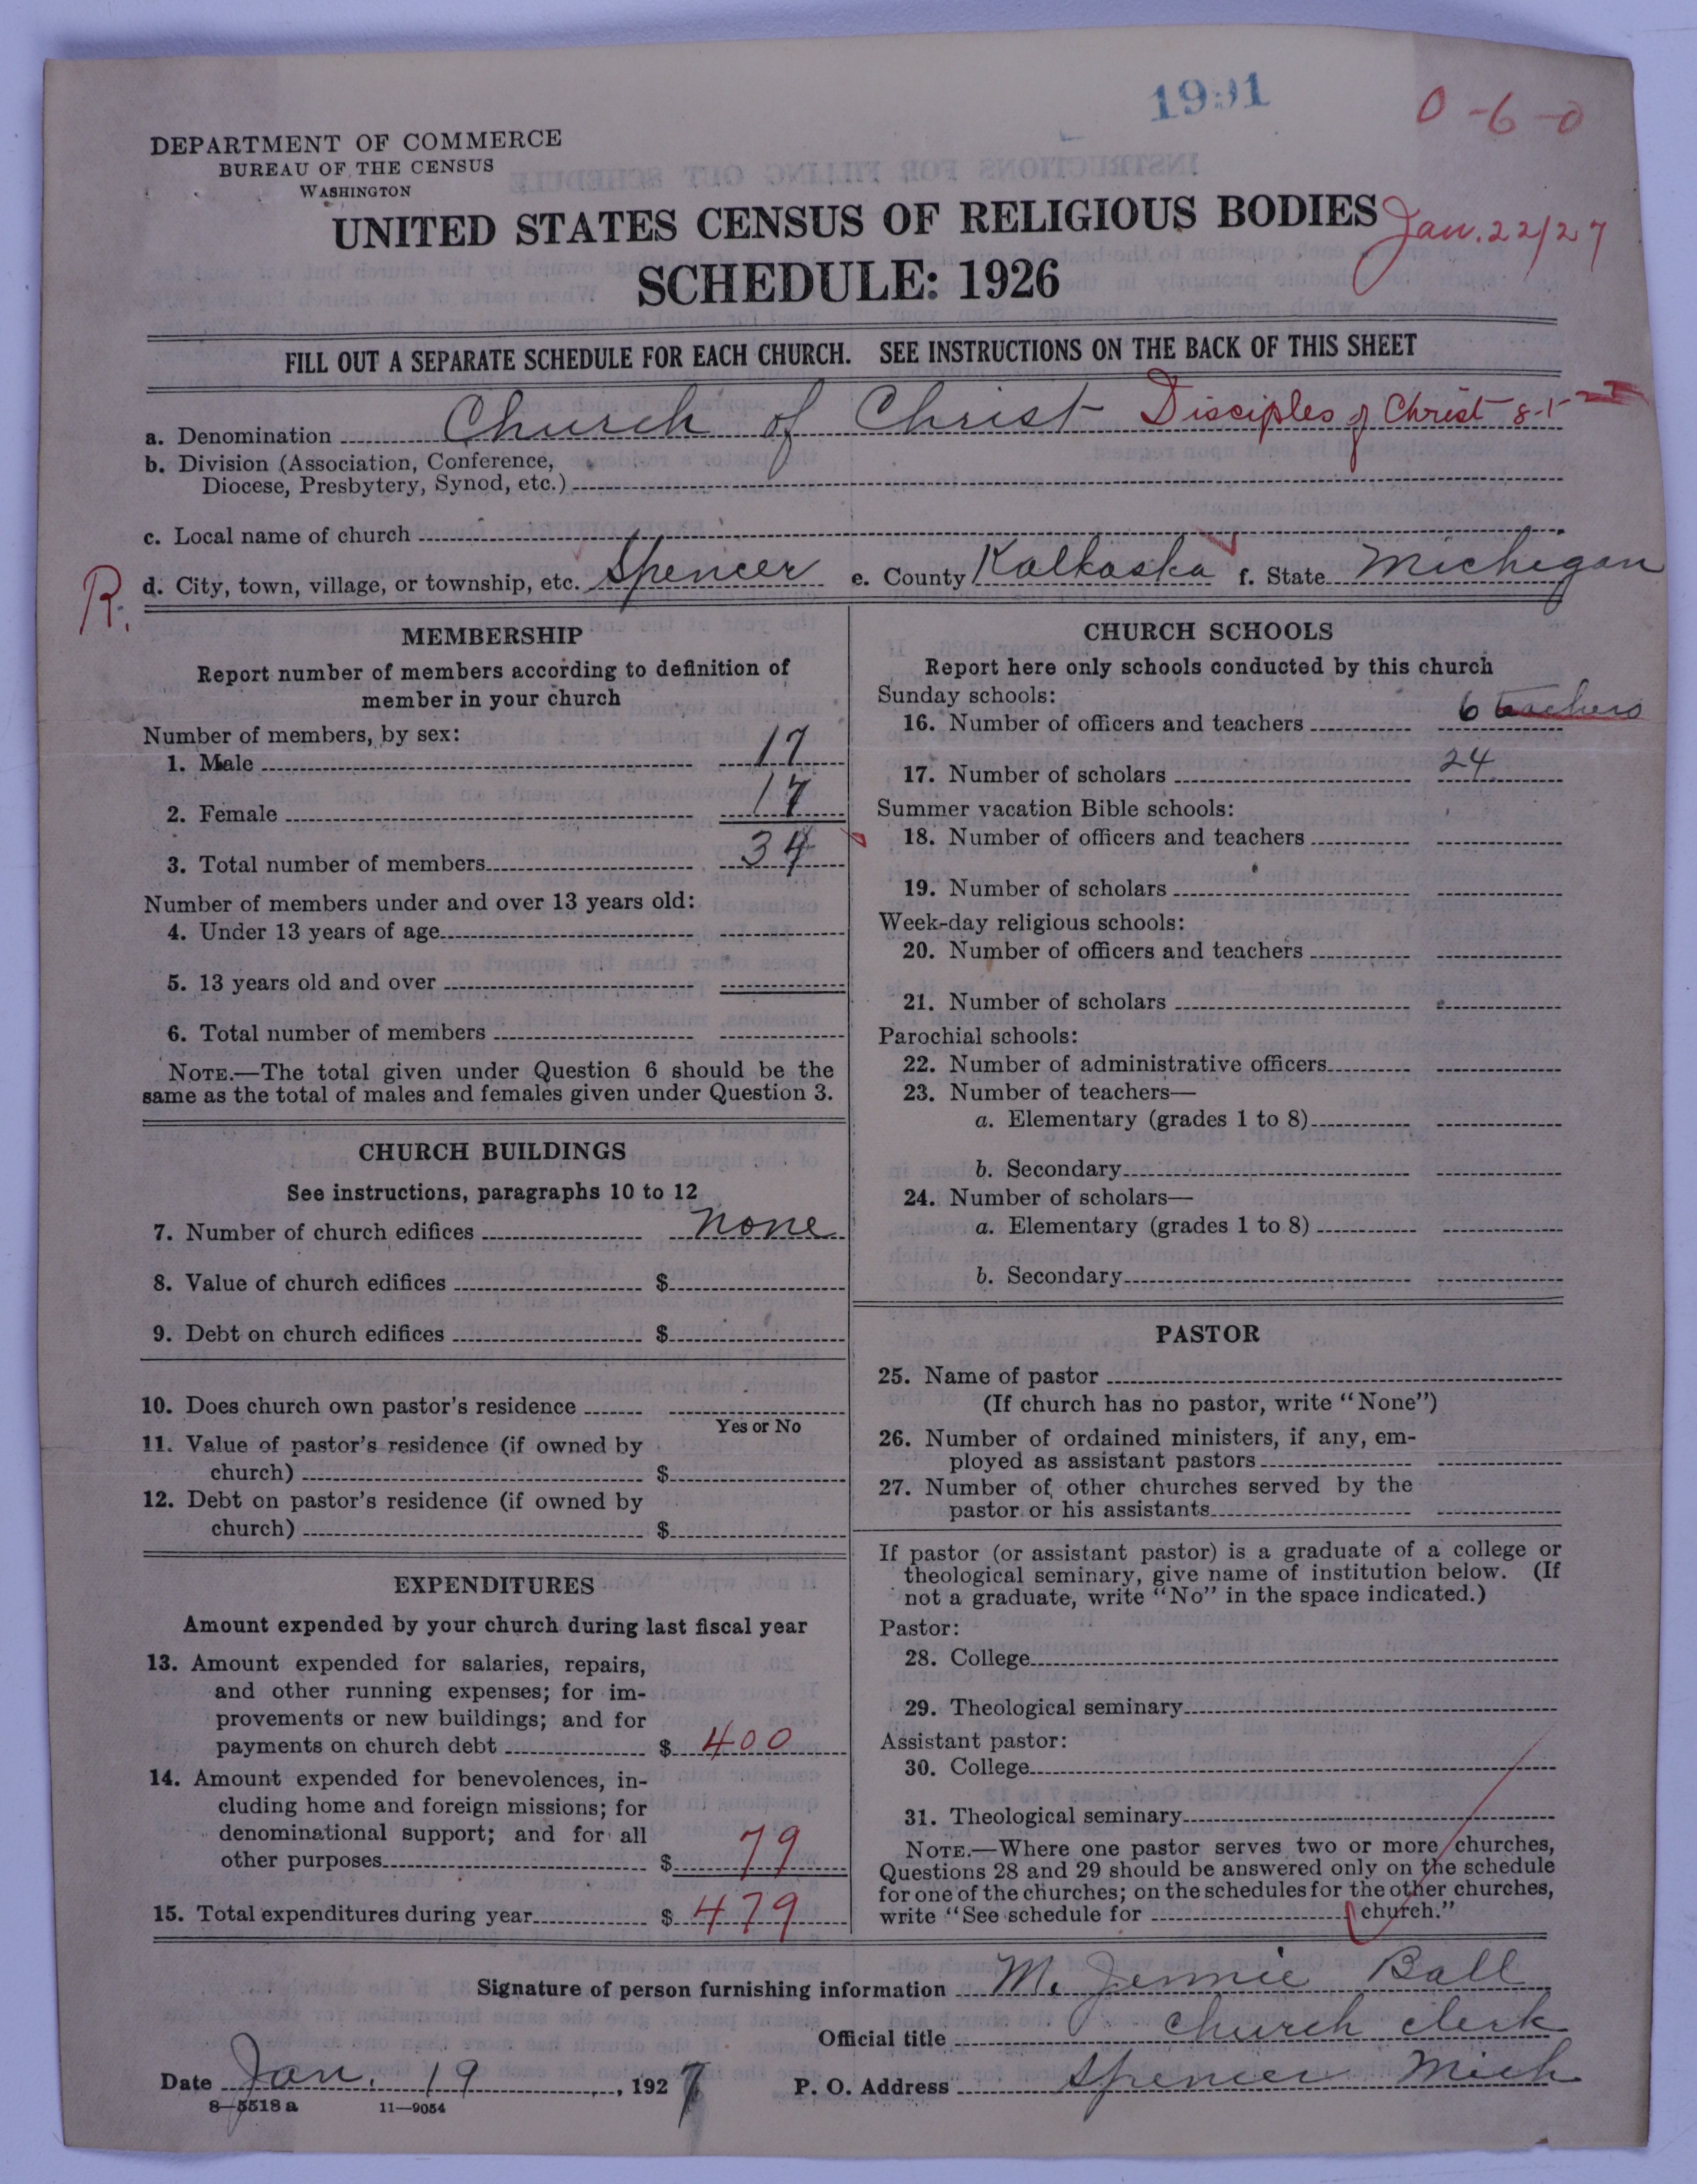 1991
0-6-0
DEPARTMENT OF COMMERCE
BUREAU OF THE CENSUS
WASHINGTON
UNITED STATES CENSUS OF RELIGIOUS BODIES
Jan. 22/27
SCHEDULE: 1926
FILL OUT A SEPARATE SCHEDULE FOR EACH CHURCH. SEE INSTRUCTIONS ON THE BACK OF THIS SHEET
a. Denomination Church of Christ Disciples of Christ 8-1-
b. Division (Association, Conference,
Diocese, Presbytery, Synod, etc.)
c. Local name of church
R. d. City, town, village, or township, etc. Spencer e. County Kalkaska f. State Michigan
MEMBERSHIP
Report number of members according to definition of
member in your church
Number of members, by sex:
1. Male 17
2. Female 17
3. Total number of members 34
Number of members under and over 13 years old:
4. Under 13 years of age
5. 13 years old and over
6. Total number of members
NOTE.—The total given under Question 6 should be the
same as the total of males and females given under Question 3.
CHURCH BUILDINGS
See instructions, paragraphs 10 to 12
7. Number of church edifices none
8. Value of church edifices $
9. Debt on church edifices $
10. Does church own pastor's residence
Yes or No
11. Value of pastor's residence (if owned by
church) $
12. Debt on pastor's residence (if owned by
church) $
EXPENDITURES
Amount expended by your church during last fiscal year
13. Amount expended for salaries, repairs,
and other running expenses; for im-
provements or new buildings; and for
payments on church debt $ 400
14. Amount expended for benevolences, in-
cluding home and foreign missions; for
denominational support; and for all
other purposes $ 79
15. Total expenditures during year $ 479
CHURCH SCHOOLS
Report here only schools conducted by this church
Sunday schools:
16. Number of officers and teachers 6 teachers
17. Number of scholars 24
Summer vacation Bible schools:
18. Number of officers and teachers
19. Number of scholars
Week-day religious schools:
20. Number of officers and teachers
21. Number of scholars
Parochial schools:
22. Number of administrative officers
23. Number of teachers—
a. Elementary (grades 1 to 8)
b. Secondary
24. Number of scholars—
a. Elementary (grades 1 to 8)
b. Secondary
PASTOR
25. Name of pastor
(If church has no pastor, write "None")
26. Number of ordained ministers, if any, em-
ployed as assistant pastors
27. Number of other churches served by the
pastor or his assistants
If pastor (or assistant pastor) is a graduate of a college or
theological seminary, give name of institution below. (If
not a graduate, write "No" in the space indicated.)
Pastor:
28. College
29. Theological seminary
Assistant pastor:
30. College
31. Theological seminary
NOTE.—Where one pastor serves two or more churches,
Questions 28 and 29 should be answered only on the schedule
for one of the churches; on the schedules for the other churches,
write "See schedule for church."
Signature of person furnishing information M. Jennie Ball
Official title Church clerk
Date Jan. 19, 1927 P. O. Address Spencer Mich
8—5518 a 11—9054